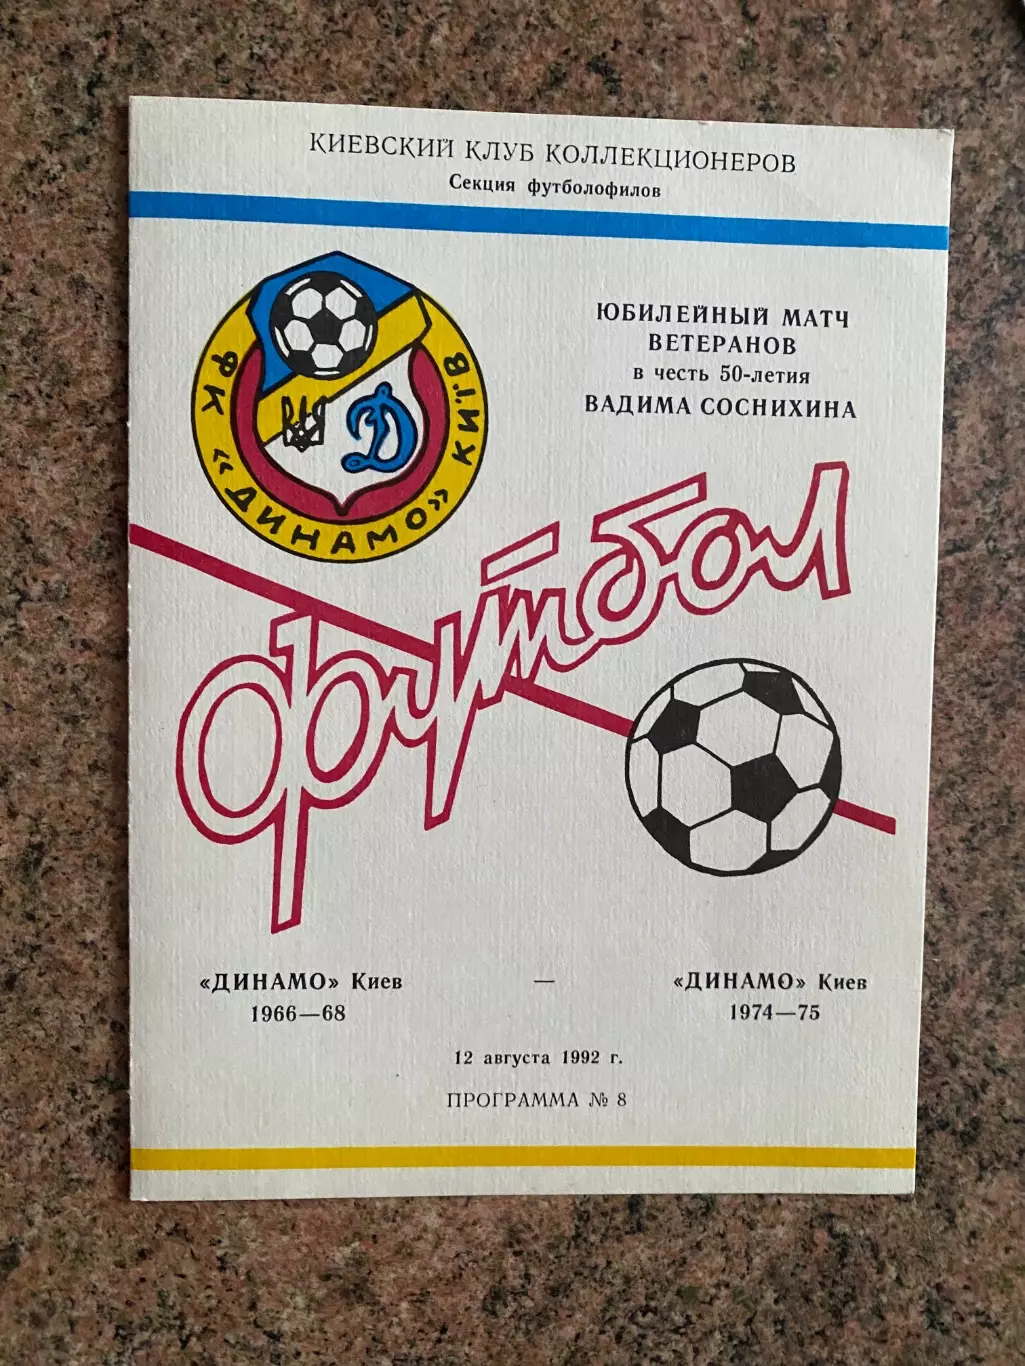 КИЕВСКИЙ КЛУБ КОЛЛЕКЦИОНЕРОВ
Секция футболофилов
ФК «ДИНАМО» КИЇВ
ЮБИЛЕЙНЫЙ МАТЧ
ВЕТЕРАНОВ
в честь 50-летия
ВАДИМА СОСНИХИНА
Д
футбол
«ДИНАМО» Киев — «ДИНАМО» Киев
1966—68 1974—75
12 августа 1992 г.
ПРОГРАММА № 8